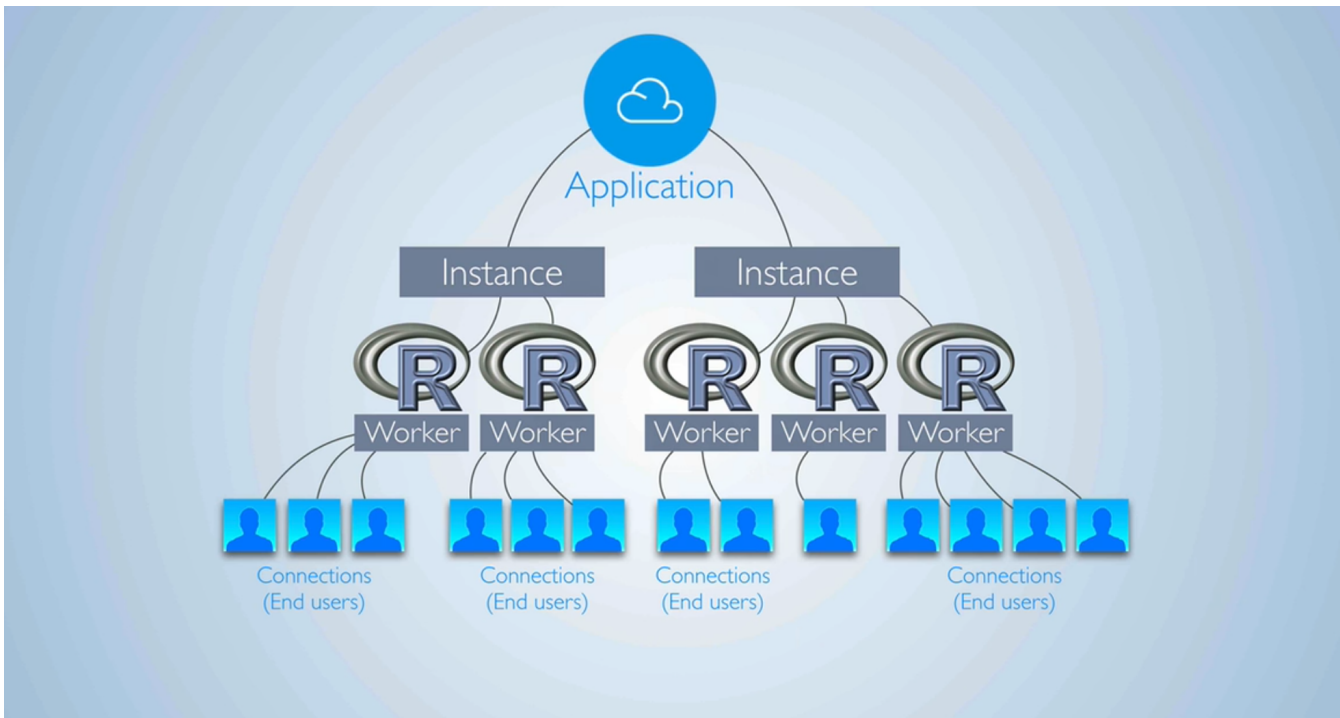 Application
Instance Instance
R R R R R
Worker Worker Worker Worker Worker
Connections Connections Connections Connections
(End users) (End users) (End users) (End users)